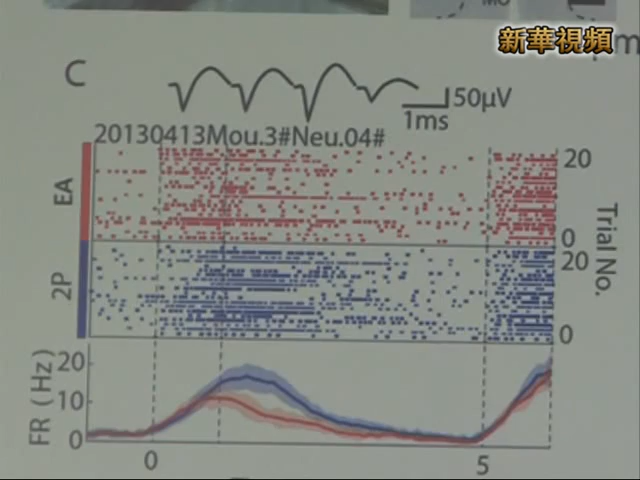 MO
新華視頻
C
50μV
1ms
20130413Mou.3#Neu.04#
EA
20
0
2P
20
0
Trial No.
FR (Hz)
20
10
0
0
5